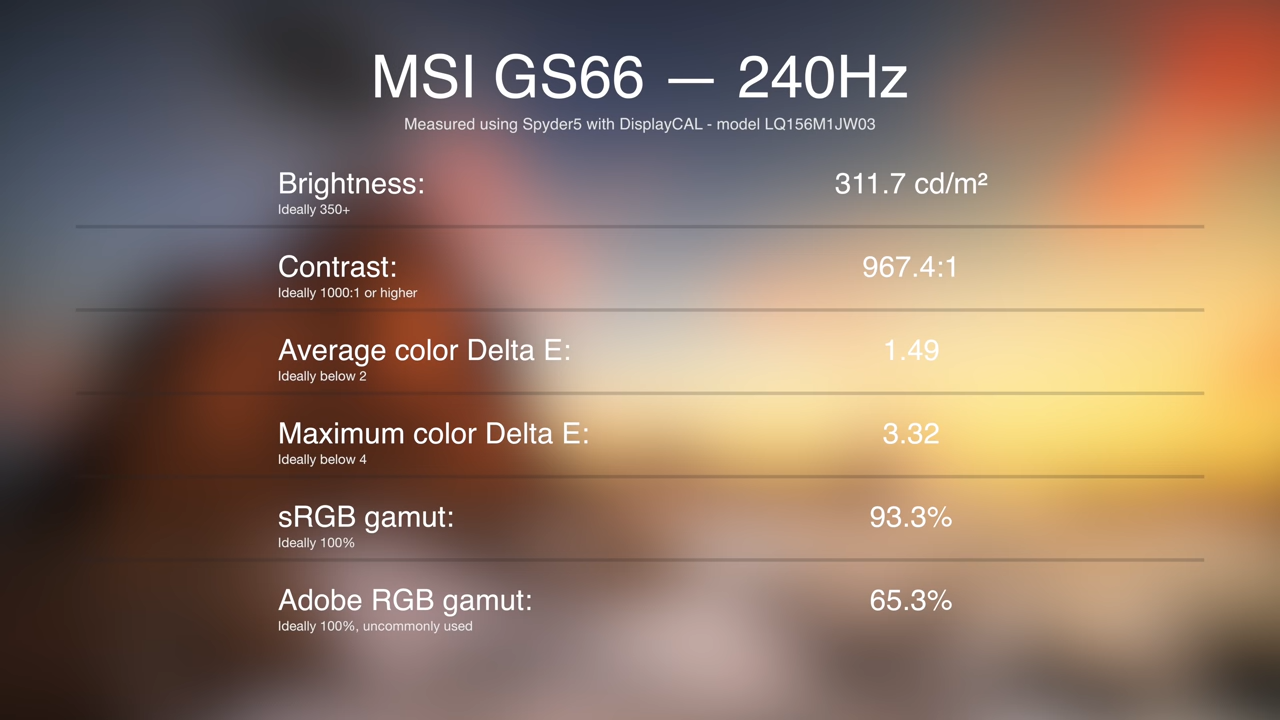 MSI GS66 — 240Hz
Measured using Spyder5 with DisplayCAL - model LQ156M1JW03
Brightness: 311.7 cd/m²
Ideally 350+
Contrast: 967.4:1
Ideally 1000:1 or higher
Average color Delta E: 1.49
Ideally below 2
Maximum color Delta E: 3.32
Ideally below 4
sRGB gamut: 93.3%
Ideally 100%
Adobe RGB gamut: 65.3%
Ideally 100%, uncommonly used